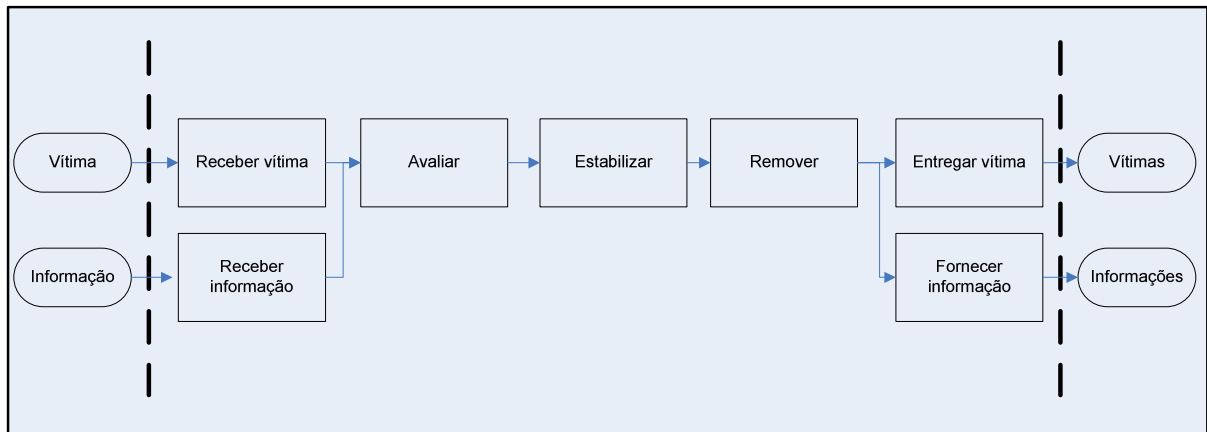 Vítima
Receber vítima
Avaliar
Estabilizar
Remover
Entregar vítima
Vítimas
Informação
Receber
informação
Fornecer
informação
Informações